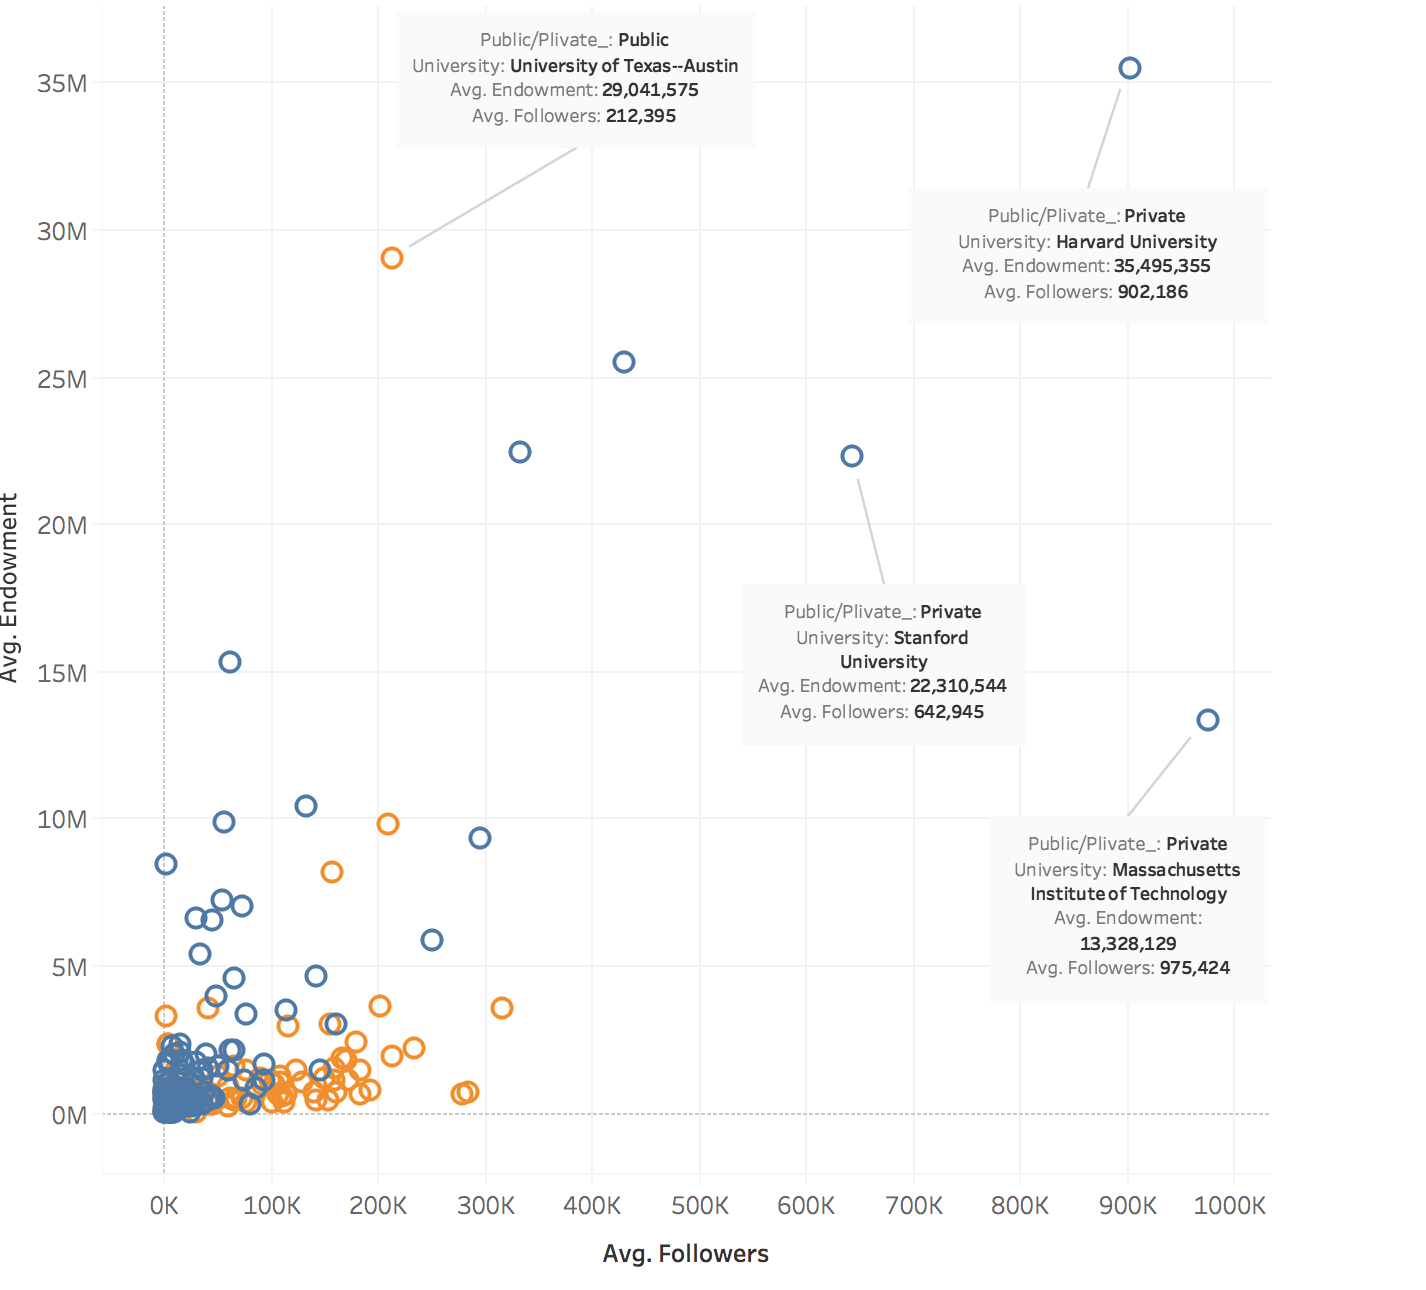 Public/Plivate_: Public
University: University of Texas--Austin
Avg. Endowment: 29,041,575
Avg. Followers: 212,395
Public/Plivate_: Private
University: Harvard University
Avg. Endowment: 35,495,355
Avg. Followers: 902,186
Public/Plivate_: Private
University: Stanford
University
Avg. Endowment: 22,310,544
Avg. Followers: 642,945
Public/Plivate_: Private
University: Massachusetts
Institute of Technology
Avg. Endowment:
13,328,129
Avg. Followers: 975,424
Avg. Endowment
35M
30M
25M
20M
15M
10M
5M
0M
0K 100K 200K 300K 400K 500K 600K 700K 800K 900K 1000K
Avg. Followers